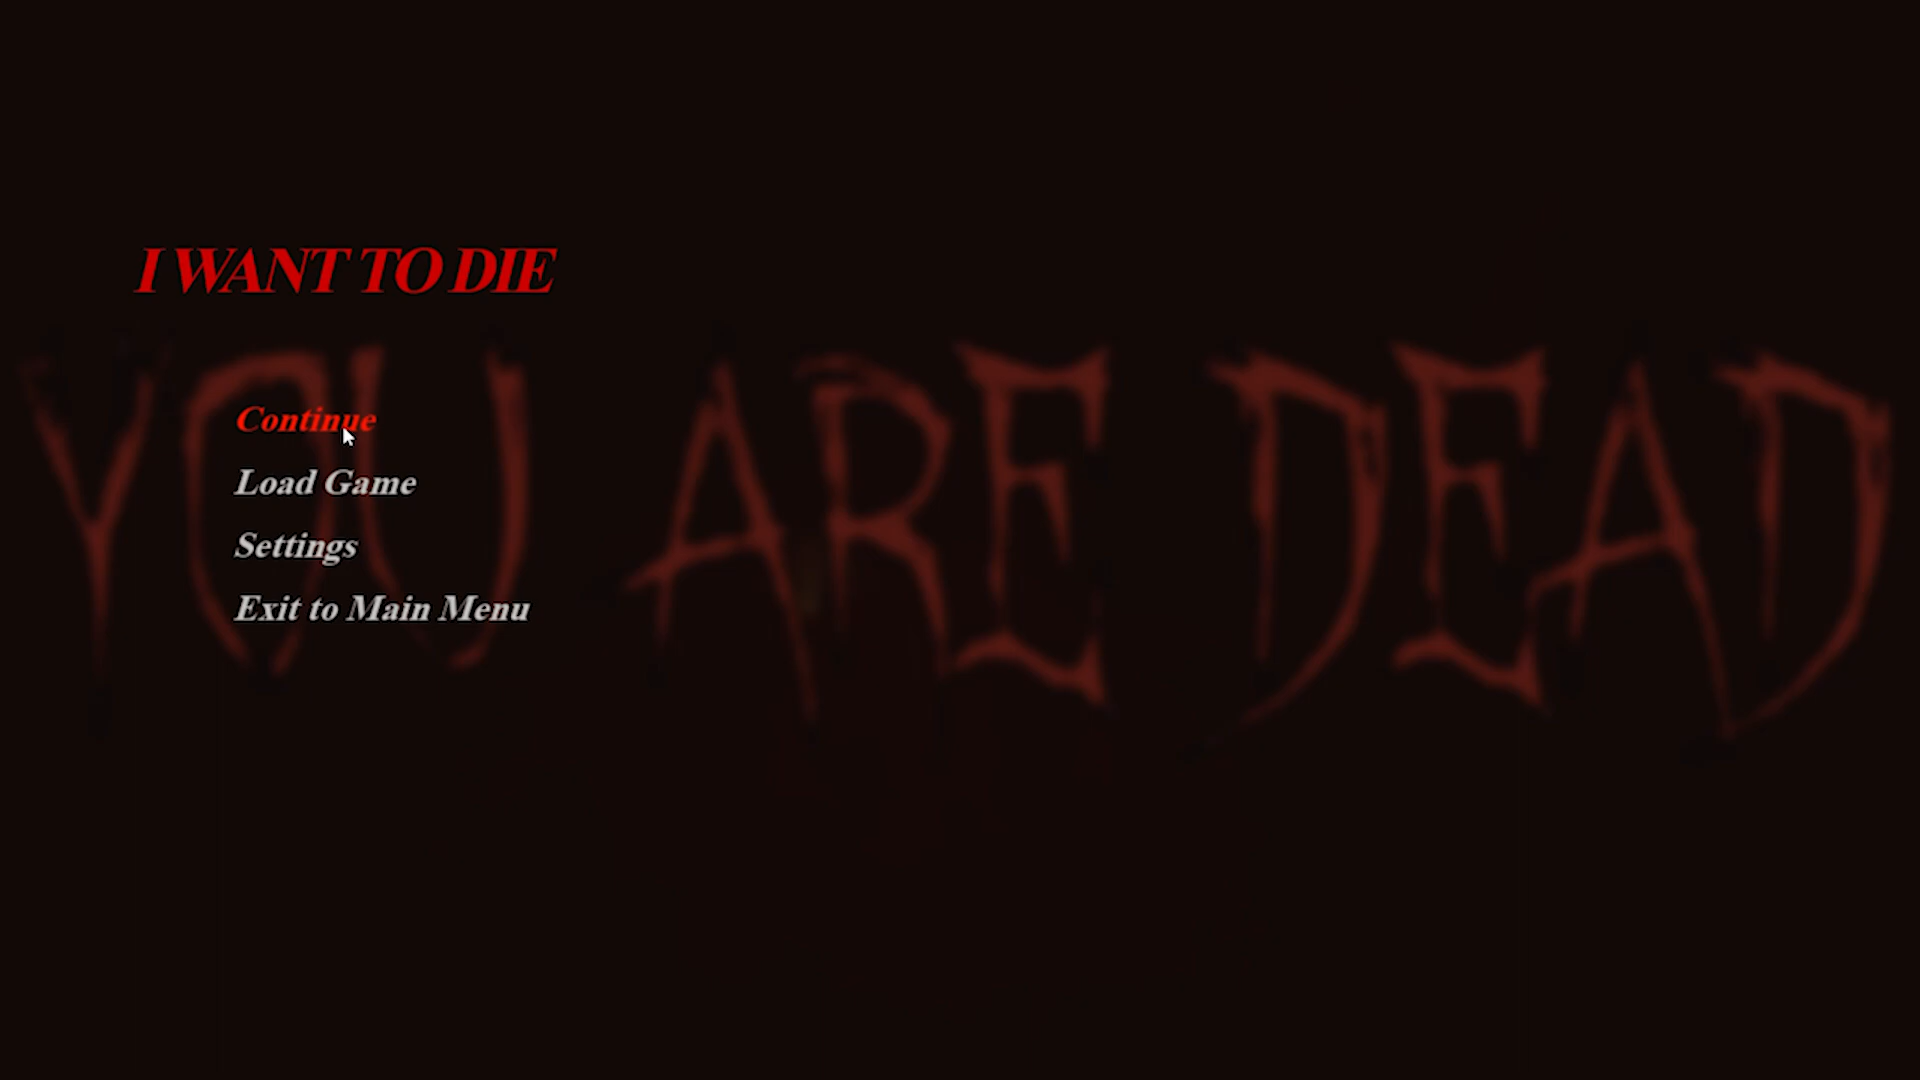 I WANT TO DIE
YOU ARE DEAD
Continue
Load Game
Settings
Exit to Main Menu